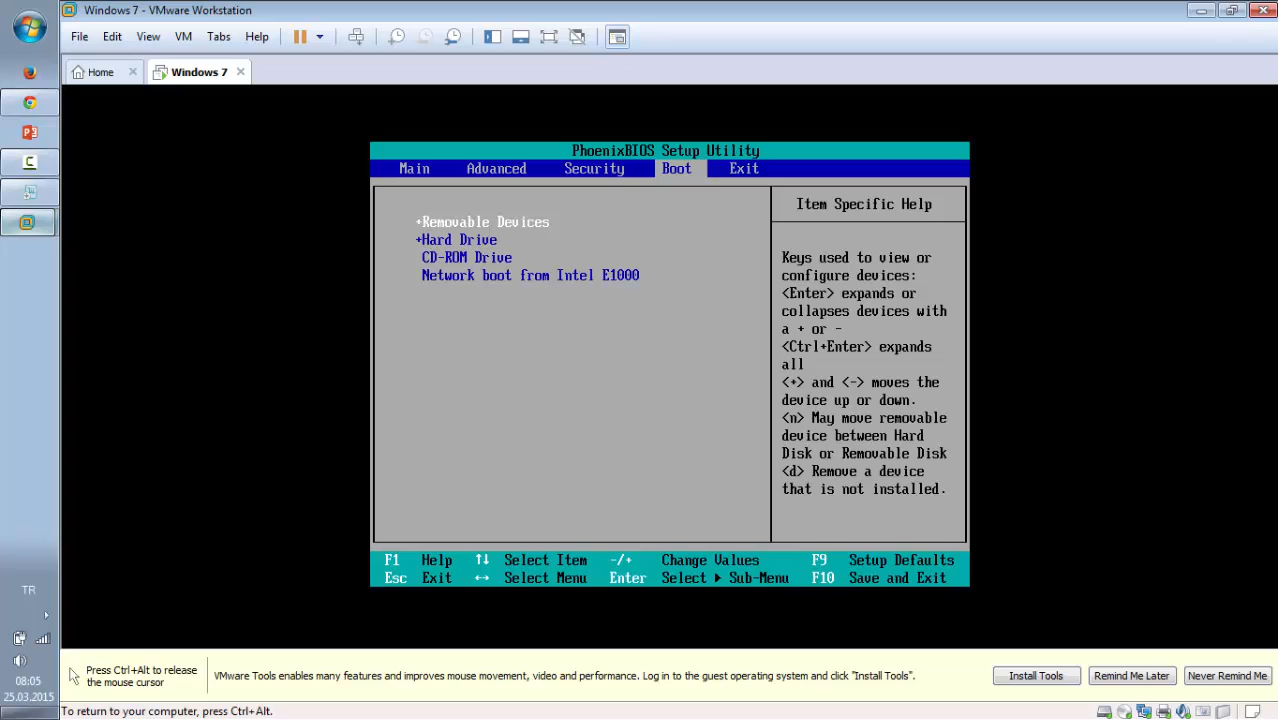 Windows 7 - VMware Workstation
File Edit View VM Tabs Help
Home
Windows 7
PhoenixBIOS Setup Utility
Main Advanced Security Boot Exit
+Removable Devices
+Hard Drive
CD-ROM Drive
Network boot from Intel E1000
Item Specific Help
Keys used to view or
configure devices:
<Enter> expands or
collapses devices with
a + or -
<Ctrl+Enter> expands
all
<+> and <-> moves the
device up or down.
<n> May move removable
device between Hard
Disk or Removable Disk
<d> Remove a device
that is not installed.
F1 Help ↑↓ Select Item -/+ Change Values F9 Setup Defaults
Esc Exit ↔ Select Menu Enter Select ▶ Sub-Menu F10 Save and Exit
TR
08:05
25.03.2015
Press Ctrl+Alt to release
the mouse cursor
VMware Tools enables many features and improves mouse movement, video and performance. Log in to the guest operating system and click "Install Tools".
Install Tools
Remind Me Later
Never Remind Me
To return to your computer, press Ctrl+Alt.